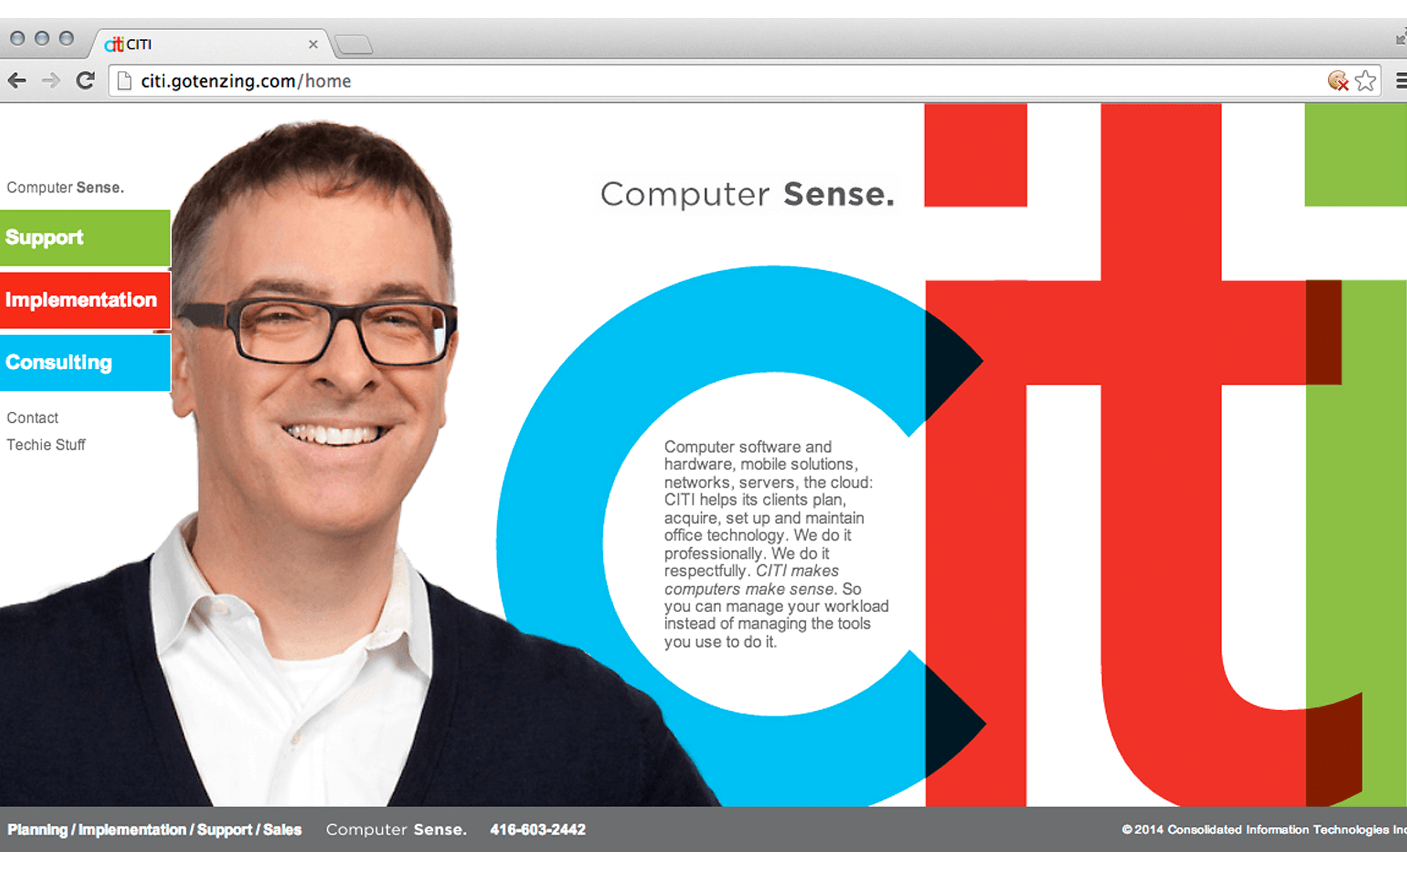 CITI
citi.gotenzing.com/home
Computer Sense.
Support
Implementation
Consulting
Contact
Techie Stuff
Computer Sense.
citi
Computer software and
hardware, mobile solutions,
networks, servers, the cloud:
CITI helps its clients plan,
acquire, set up and maintain
office technology. We do it
professionally. We do it
respectfully. CITI makes
computers make sense. So
you can manage your workload
instead of managing the tools
you use to do it.
Planning / Implementation / Support / Sales Computer Sense. 416-603-2442
© 2014 Consolidated Information Technologies Inc